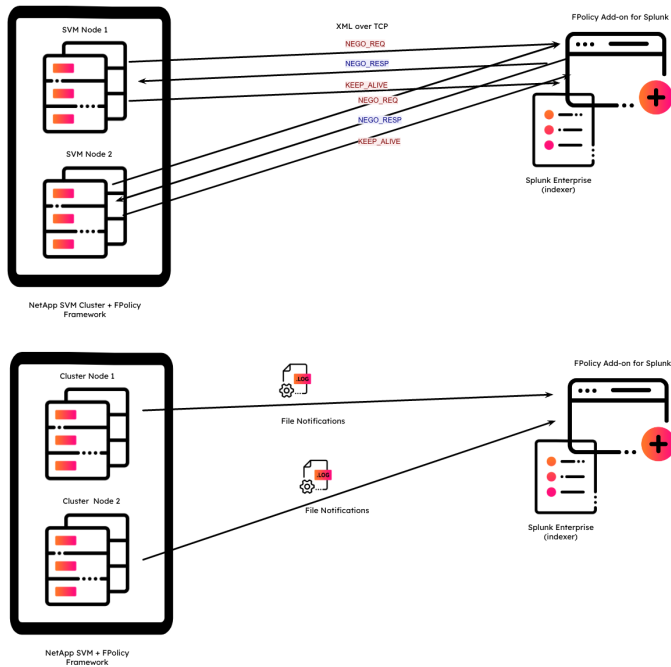 XML over TCP
FPolicy Add-on for Splunk
SVM Node 1
NEGO_REQ
NEGO_RESP
KEEP_ALIVE
NEGO_REQ
NEGO_RESP
KEEP_ALIVE
SVM Node 2
Splunk Enterprise
(indexer)
NetApp SVM Cluster + FPolicy
Framework
FPolicy Add-on for Splunk
Cluster Node 1
LOG
File Notifications
Cluster Node 2
LOG
File Notifications
Splunk Enterprise
(indexer)
NetApp SVM + FPolicy
Framework